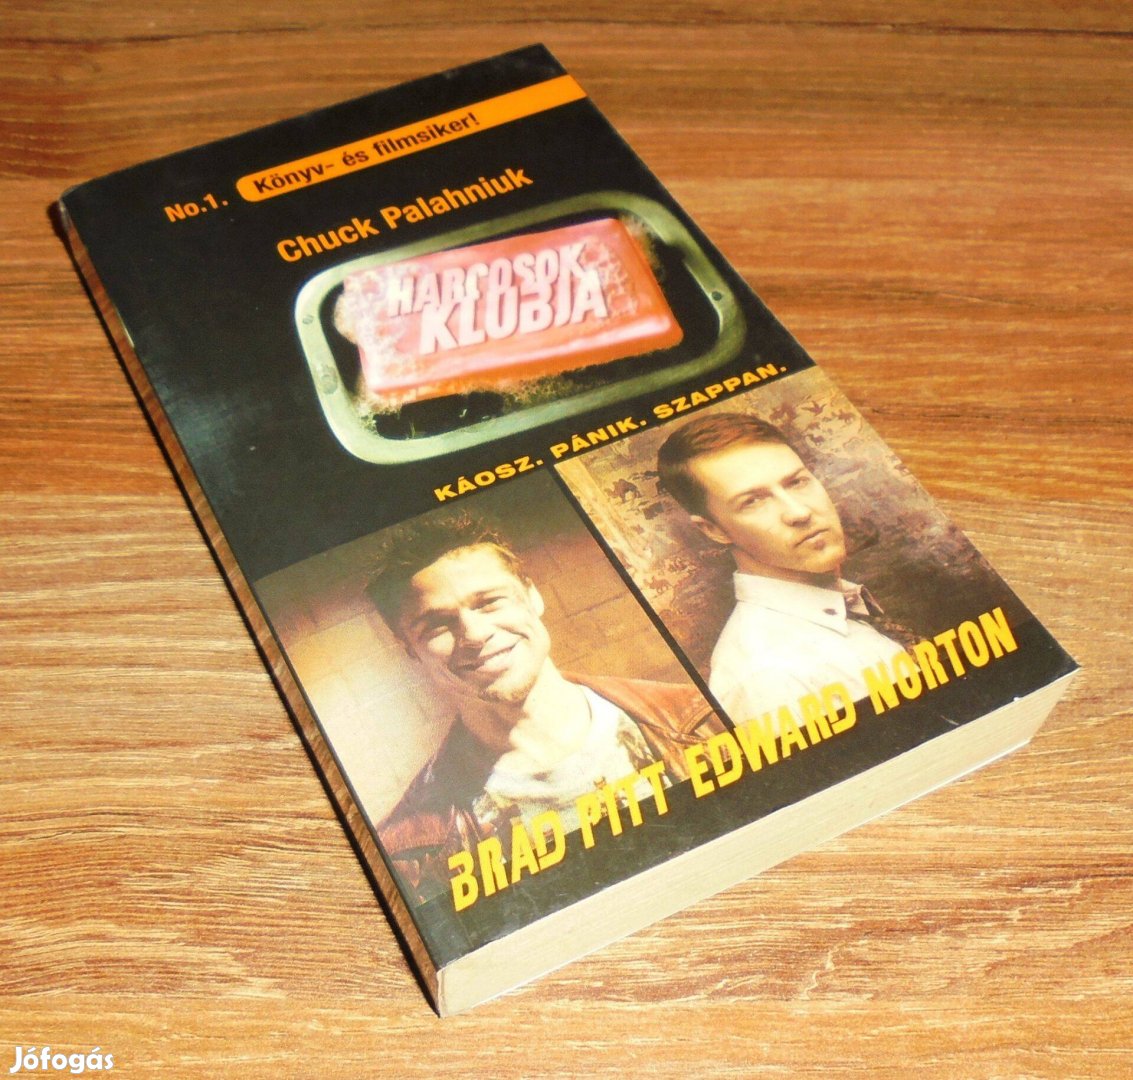 No.1. Könyv- és filmsiker!
Chuck Palahniuk
HARCOSOK
KLUBJA
KÁOSZ. PÁNIK. SZAPPAN.
BRAD PITT EDWARD NORTON
Jófogás